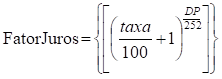 FatorJuros = {[(taxa/100 + 1)^(DP/252)]}